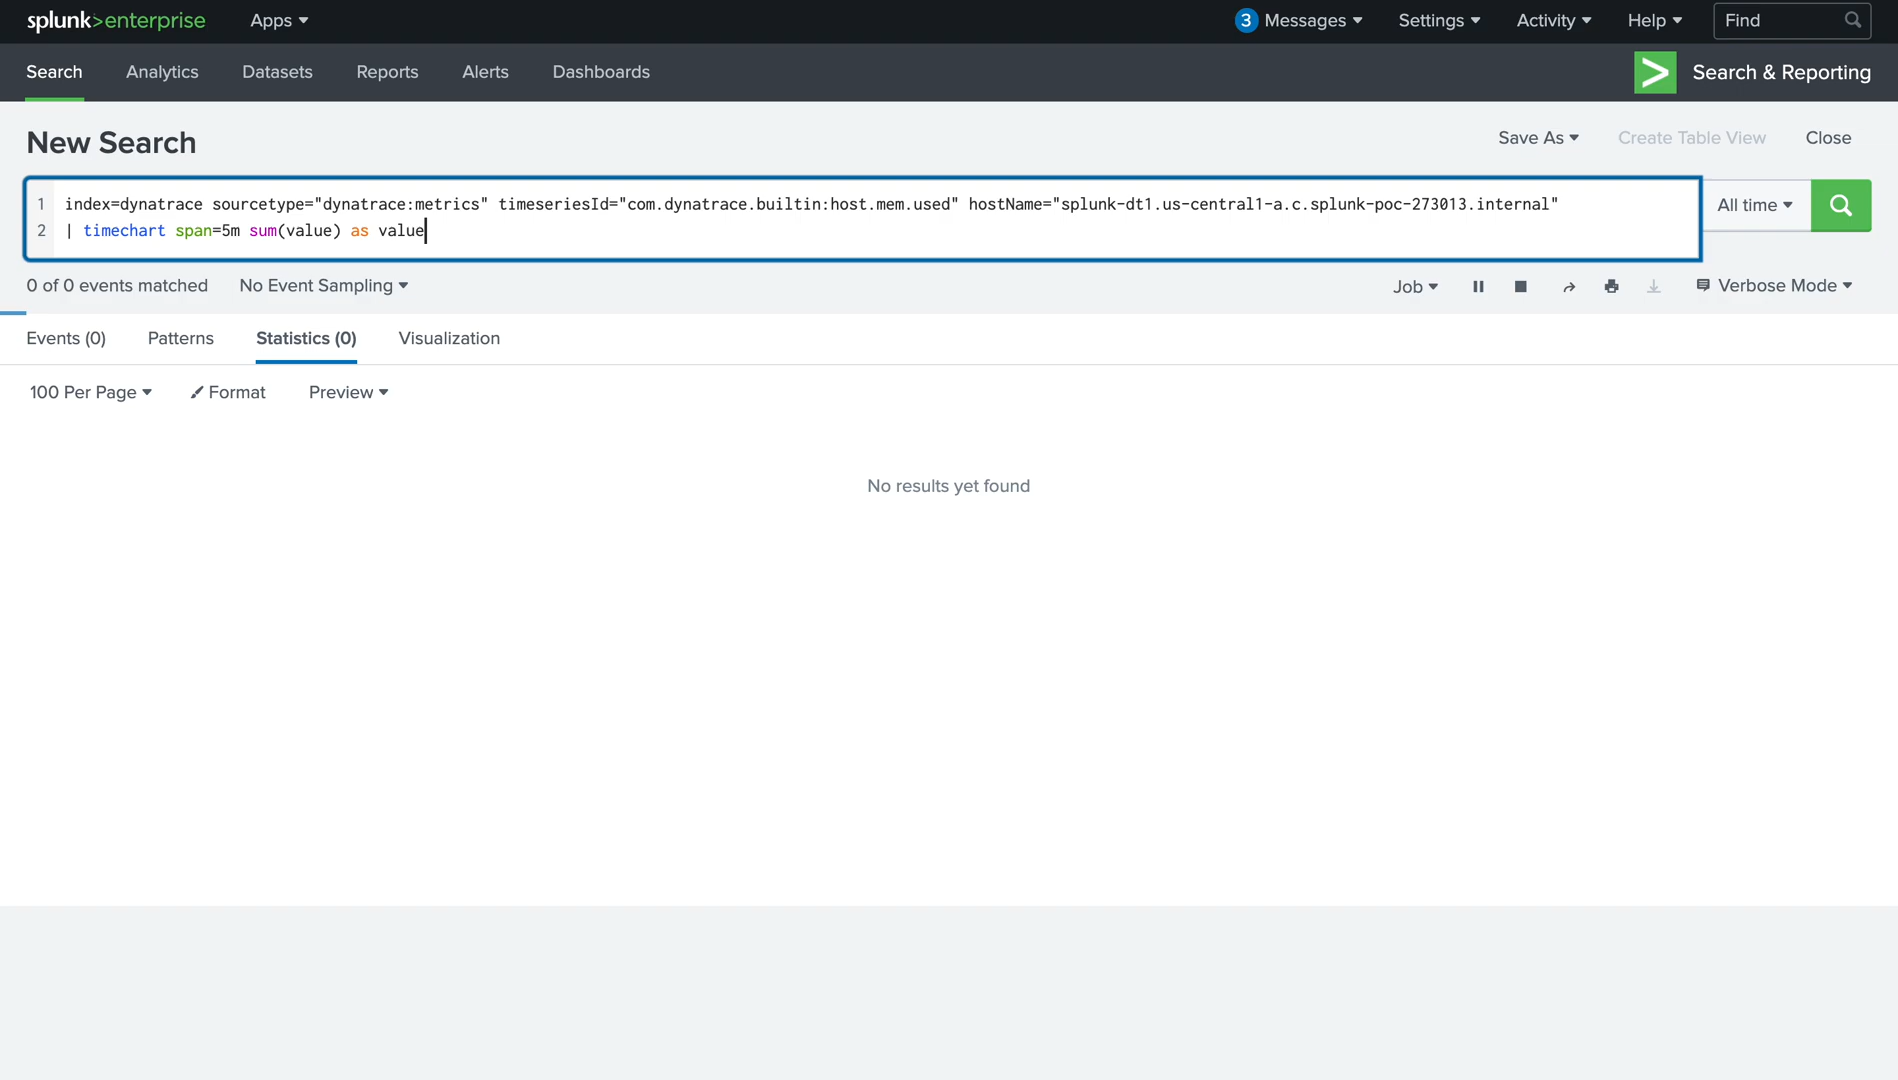 splunk>enterprise Apps 3 Messages Settings Activity Help Find
Search Analytics Datasets Reports Alerts Dashboards Search & Reporting
New Search Save As Create Table View Close
1 index=dynatrace sourcetype="dynatrace:metrics" timeseriesId="com.dynatrace.builtin:host.mem.used" hostName="splunk-dt1.us-central1-a.c.splunk-poc-273013.internal" All time
2 | timechart span=5m sum(value) as value
0 of 0 events matched No Event Sampling Job Verbose Mode
Events (0) Patterns Statistics (0) Visualization
100 Per Page Format Preview
No results yet found